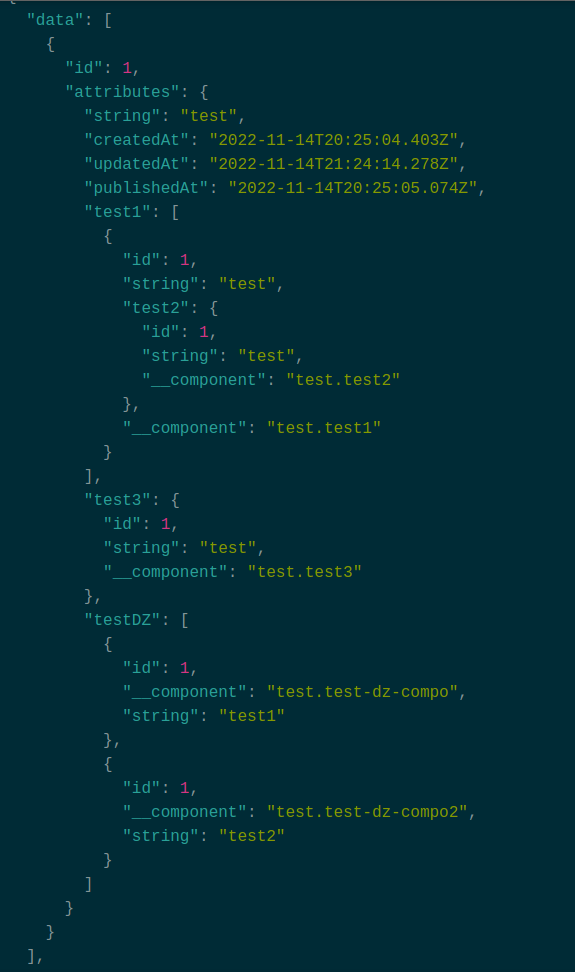 {
  "data": [
    {
      "id": 1,
      "attributes": {
        "string": "test",
        "createdAt": "2022-11-14T20:25:04.403Z",
        "updatedAt": "2022-11-14T21:24:14.278Z",
        "publishedAt": "2022-11-14T20:25:05.074Z",
        "test1": [
          {
            "id": 1,
            "string": "test",
            "test2": {
              "id": 1,
              "string": "test",
              "__component": "test.test2"
            },
            "__component": "test.test1"
          }
        ],
        "test3": {
          "id": 1,
          "string": "test",
          "__component": "test.test3"
        },
        "testDZ": [
          {
            "id": 1,
            "__component": "test.test-dz-compo",
            "string": "test1"
          },
          {
            "id": 1,
            "__component": "test.test-dz-compo2",
            "string": "test2"
          }
        ]
      }
    }
  ],